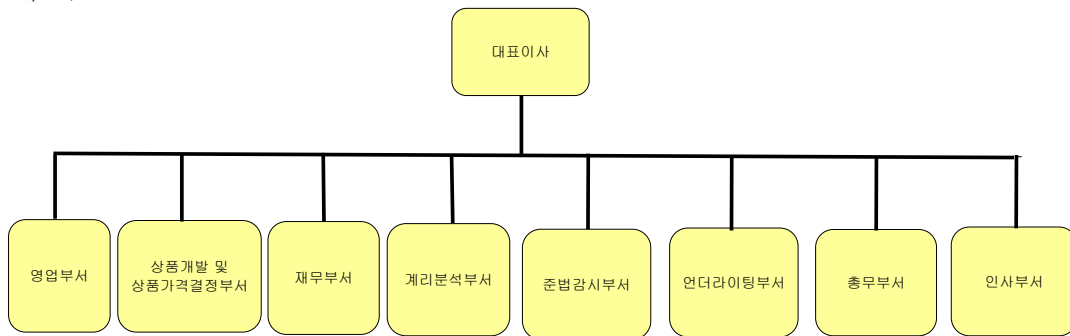 대표이사
영업부서
상품개발 및
상품가격결정부서
재무부서
계리분석부서
준법감시부서
언더라이팅부서
총무부서
인사부서